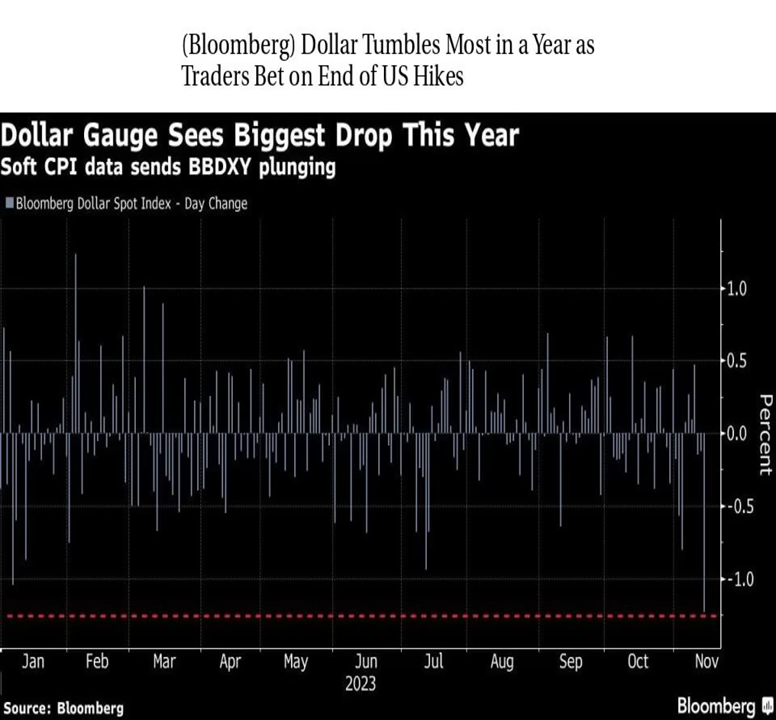 (Bloomberg) Dollar Tumbles Most in a Year as
Traders Bet on End of US Hikes
Dollar Gauge Sees Biggest Drop This Year
Soft CPI data sends BBDXY plunging
Bloomberg Dollar Spot Index - Day Change
1.0
0.5
0.0
-0.5
-1.0
Percent
Jan Feb Mar Apr May Jun Jul Aug Sep Oct Nov
2023
Source: Bloomberg
Bloomberg